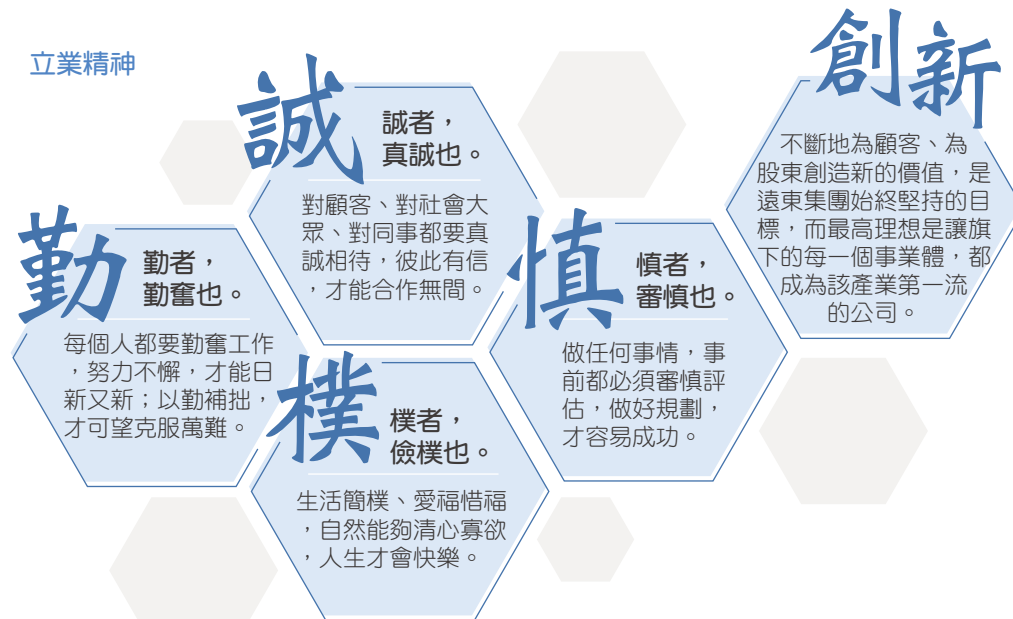 立業精神
誠
誠者，
真誠也。
對顧客、對社會大
眾、對同事都要真
誠相待，彼此有信
，才能合作無間。
勤
勤者，
勤奮也。
每個人都要勤奮工作
，努力不懈，才能日
新又新；以勤補拙，
才可望克服萬難。
樸
樸者，
儉樸也。
生活簡樸、愛福惜福
，自然能夠清心寡欲
，人生才會快樂。
慎
慎者，
審慎也。
做任何事情，事
前都必須審慎評
估，做好規劃，
才容易成功。
創新
不斷地為顧客、為
股東創造新的價值，是
遠東集團始終堅持的目
標，而最高理想是讓旗
下的每一個事業體，都
成為該產業第一流
的公司。